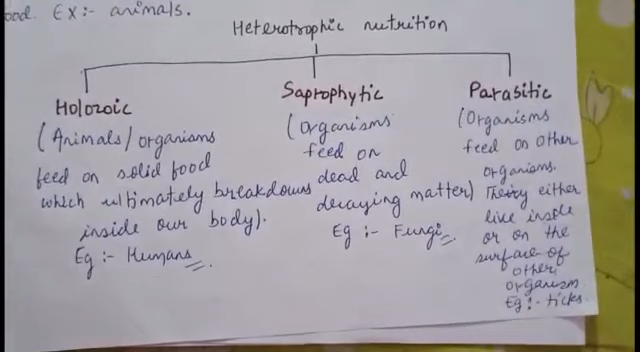 ood. Ex:- animals.
Heterotrophic nutrition
Holozoic
(Animals/organisms
feed on solid food
which ultimately breakdowns
inside our body).
Eg :- Humans
Saprophytic
(Organisms
feed on
dead and
decaying matter)
Eg :- Fungi
Parasitic
(Organisms
feed on other
organisms.
They either
live inside
or on the
surface of
other
organism
Eg :- ticks.